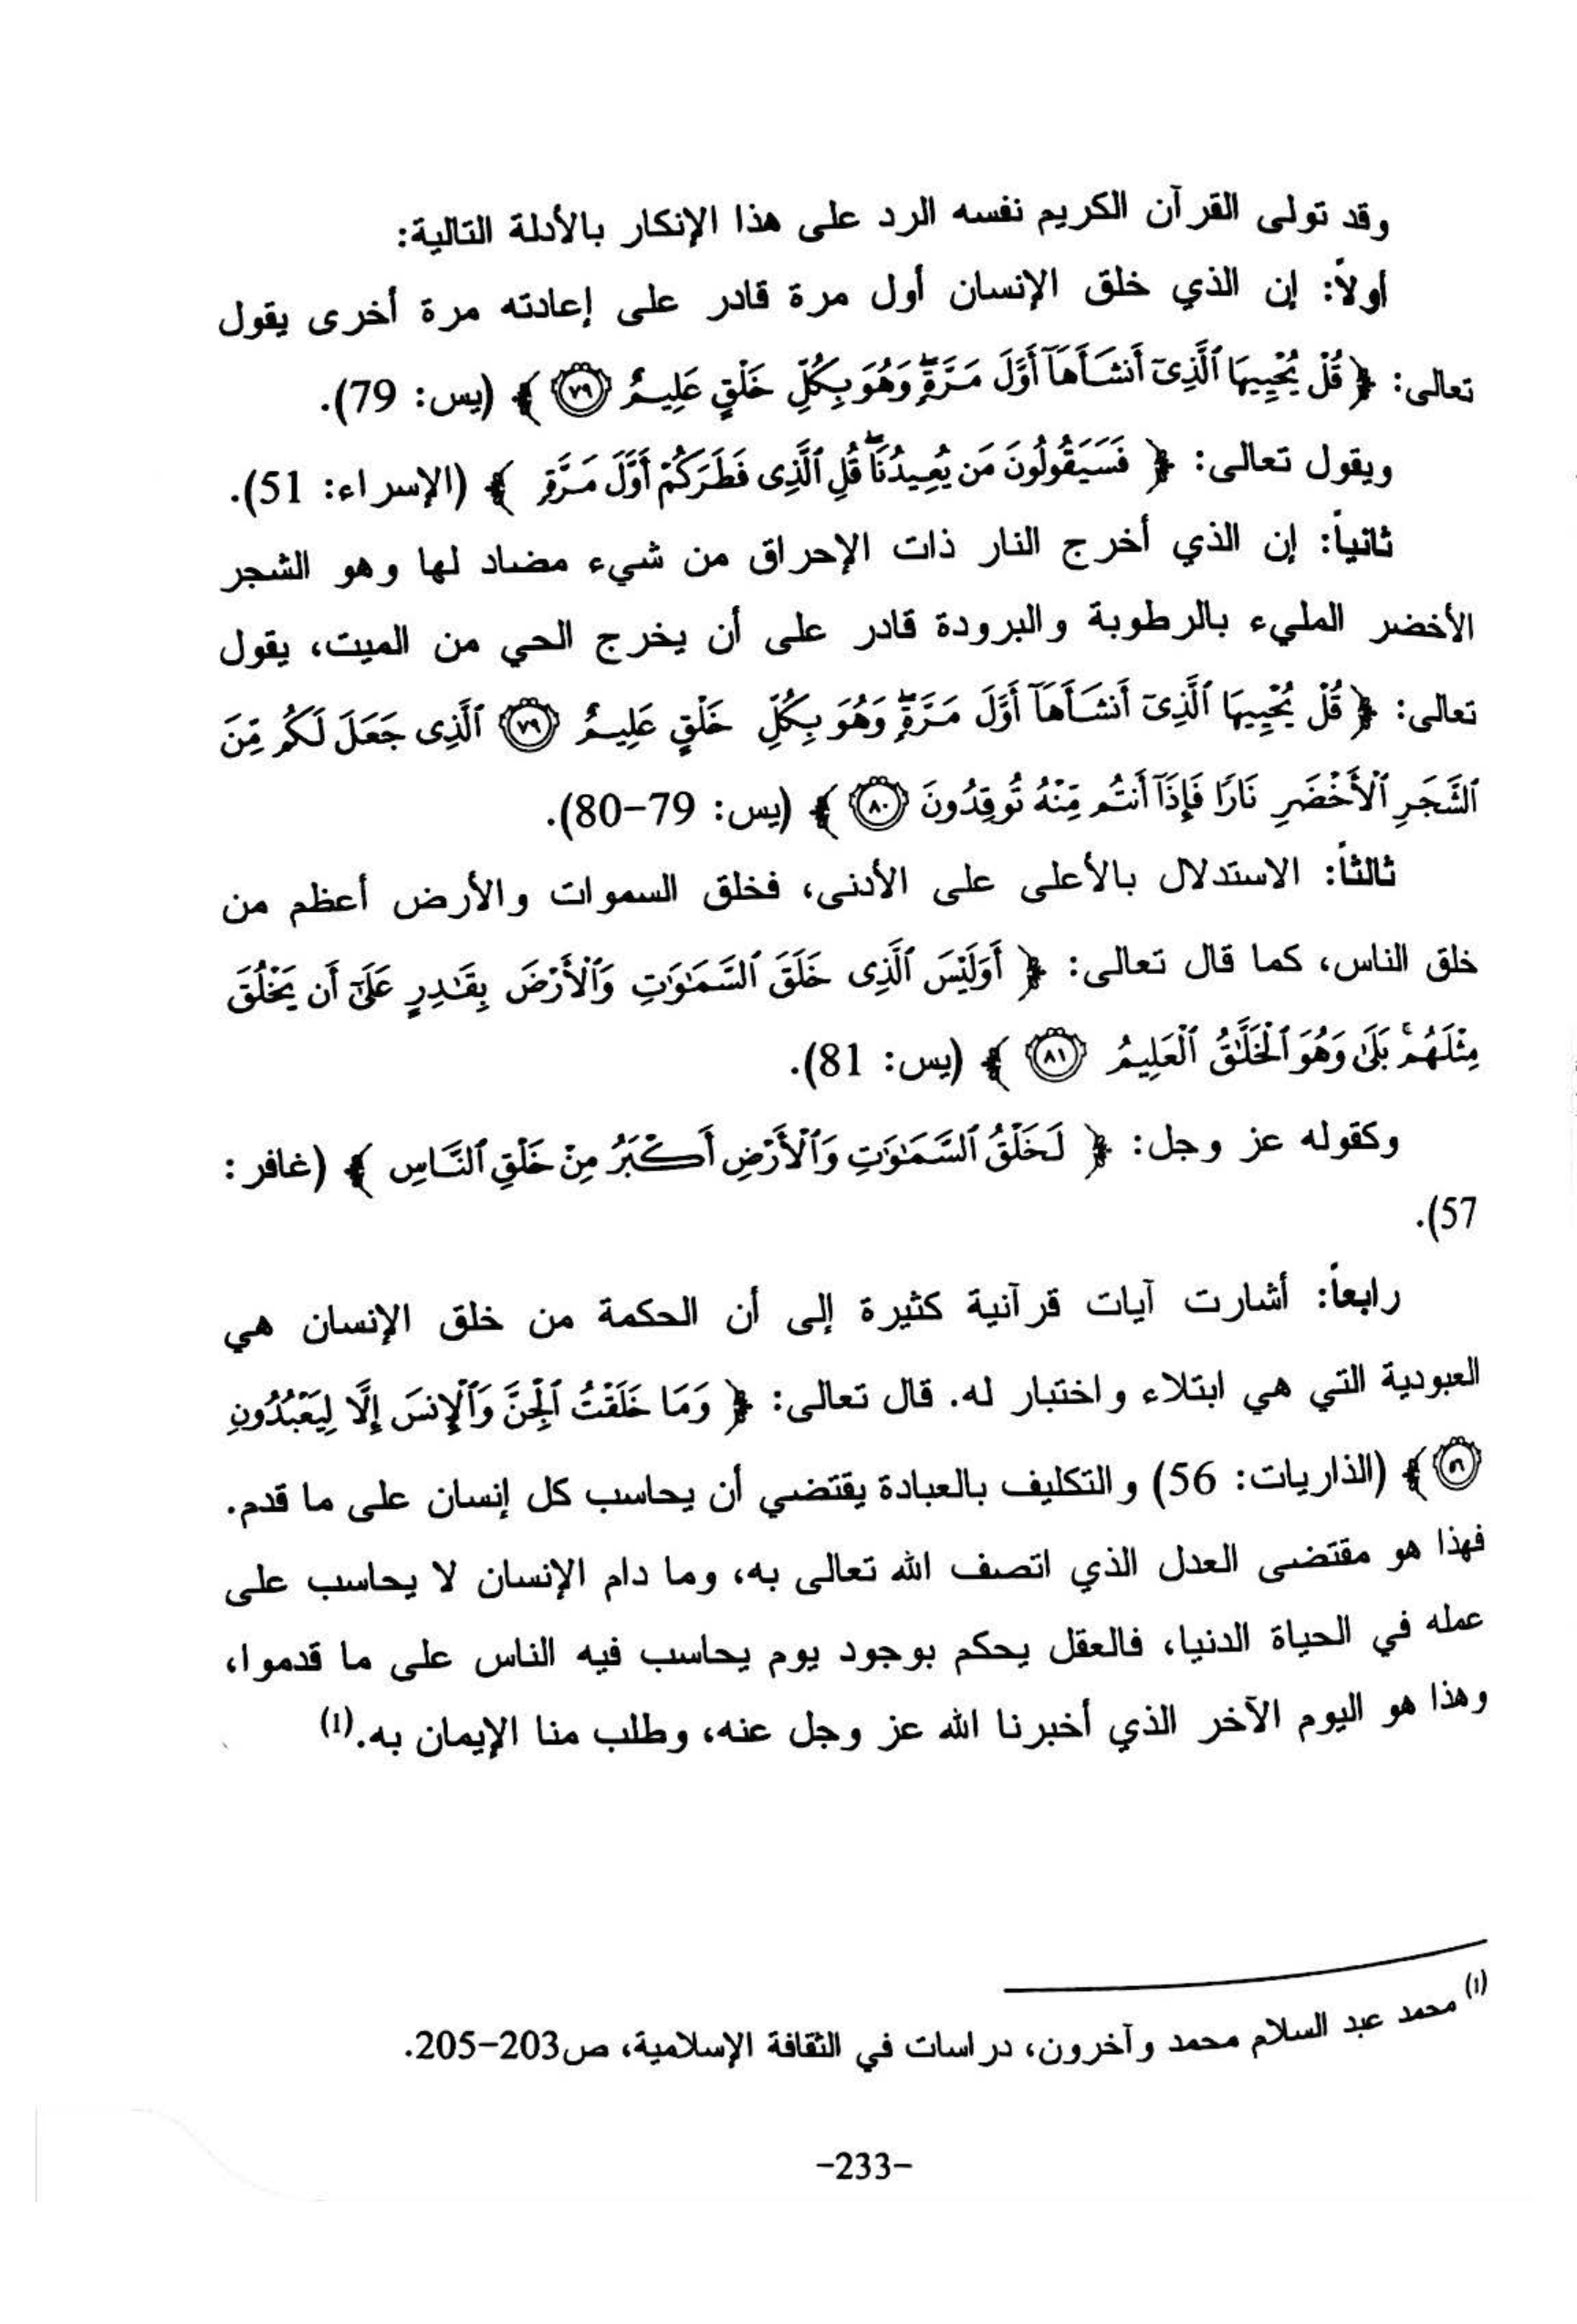 وقد تولى القرآن الكريم نفسه الرد على هذا الإنكار بالأدلة التالية:
أولاً: إن الذي خلق الإنسان أول مرة قادر على إعادته مرة أخرى يقول
تعالى: ﴿ قُلْ يُحْيِيهَا ٱلَّذِىٓ أَنشَأَهَآ أَوَّلَ مَرَّةٍۖ وَهُوَ بِكُلِّ خَلْقٍ عَلِيمٌ ٧٩ ﴾ (يس: 79).
ويقول تعالى: ﴿ فَسَيَقُولُونَ مَن يُعِيدُنَاۖ قُلِ ٱلَّذِى فَطَرَكُمْ أَوَّلَ مَرَّةٍ ﴾ (الإسراء: 51).
ثانياً: إن الذي أخرج النار ذات الإحراق من شيء مضاد لها وهو الشجر
الأخضر المليء بالرطوبة والبرودة قادر على أن يخرج الحي من الميت، يقول
تعالى: ﴿ قُلْ يُحْيِيهَا ٱلَّذِىٓ أَنشَأَهَآ أَوَّلَ مَرَّةٍۖ وَهُوَ بِكُلِّ خَلْقٍ عَلِيمٌ ٧٩ ٱلَّذِى جَعَلَ لَكُم مِّنَ
ٱلشَّجَرِ ٱلْأَخْضَرِ نَارًا فَإِذَآ أَنتُم مِّنْهُ تُوقِدُونَ ٨٠ ﴾ (يس: 79-80).
ثالثاً: الاستدلال بالأعلى على الأدنى، فخلق السموات والأرض أعظم من
خلق الناس، كما قال تعالى: ﴿ أَوَلَيْسَ ٱلَّذِى خَلَقَ ٱلسَّمَٰوَٰتِ وَٱلْأَرْضَ بِقَٰدِرٍ عَلَىٰٓ أَن يَخْلُقَ
مِثْلَهُمۚ بَلَىٰ وَهُوَ ٱلْخَلَّٰقُ ٱلْعَلِيمُ ٨١ ﴾ (يس: 81).
وكقوله عز وجل: ﴿ لَخَلْقُ ٱلسَّمَٰوَٰتِ وَٱلْأَرْضِ أَكْبَرُ مِنْ خَلْقِ ٱلنَّاسِ ﴾ (غافر:
57).
رابعاً: أشارت آيات قرآنية كثيرة إلى أن الحكمة من خلق الإنسان هي
العبودية التي هي ابتلاء واختبار له. قال تعالى: ﴿ وَمَا خَلَقْتُ ٱلْجِنَّ وَٱلْإِنسَ إِلَّا لِيَعْبُدُونِ
٥٦ ﴾ (الذاريات: 56) والتكليف بالعبادة يقتضي أن يحاسب كل إنسان على ما قدم.
فهذا هو مقتضى العدل الذي اتصف الله تعالى به، وما دام الإنسان لا يحاسب على
عمله في الحياة الدنيا، فالعقل يحكم بوجود يوم يحاسب فيه الناس على ما قدموا،
وهذا هو اليوم الآخر الذي أخبرنا الله عز وجل عنه، وطلب منا الإيمان به.(1)
(1) محمد عبد السلام محمد وآخرون، دراسات في الثقافة الإسلامية، ص203-205.
-233-